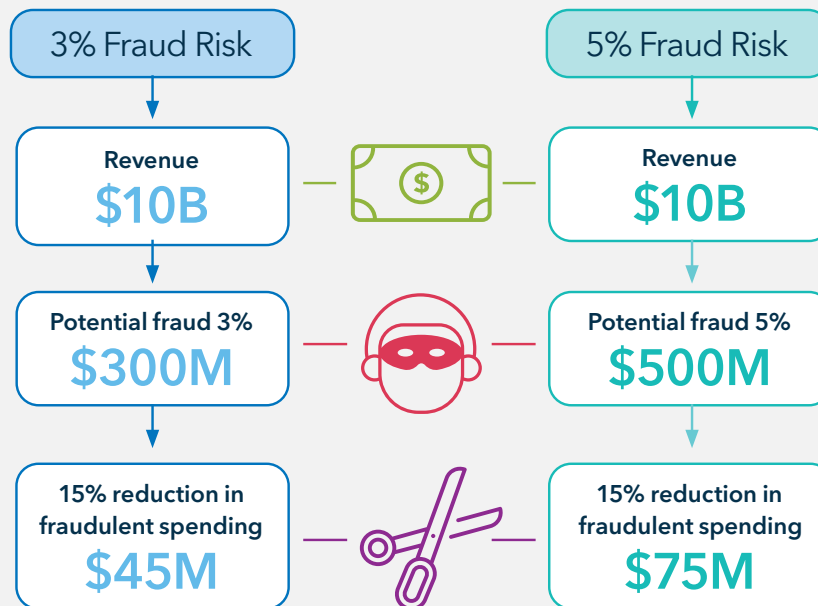 3% Fraud Risk
5% Fraud Risk
Revenue
$10B
$
Revenue
$10B
Potential fraud 3%
$300M
Potential fraud 5%
$500M
15% reduction in
fraudulent spending
$45M
15% reduction in
fraudulent spending
$75M